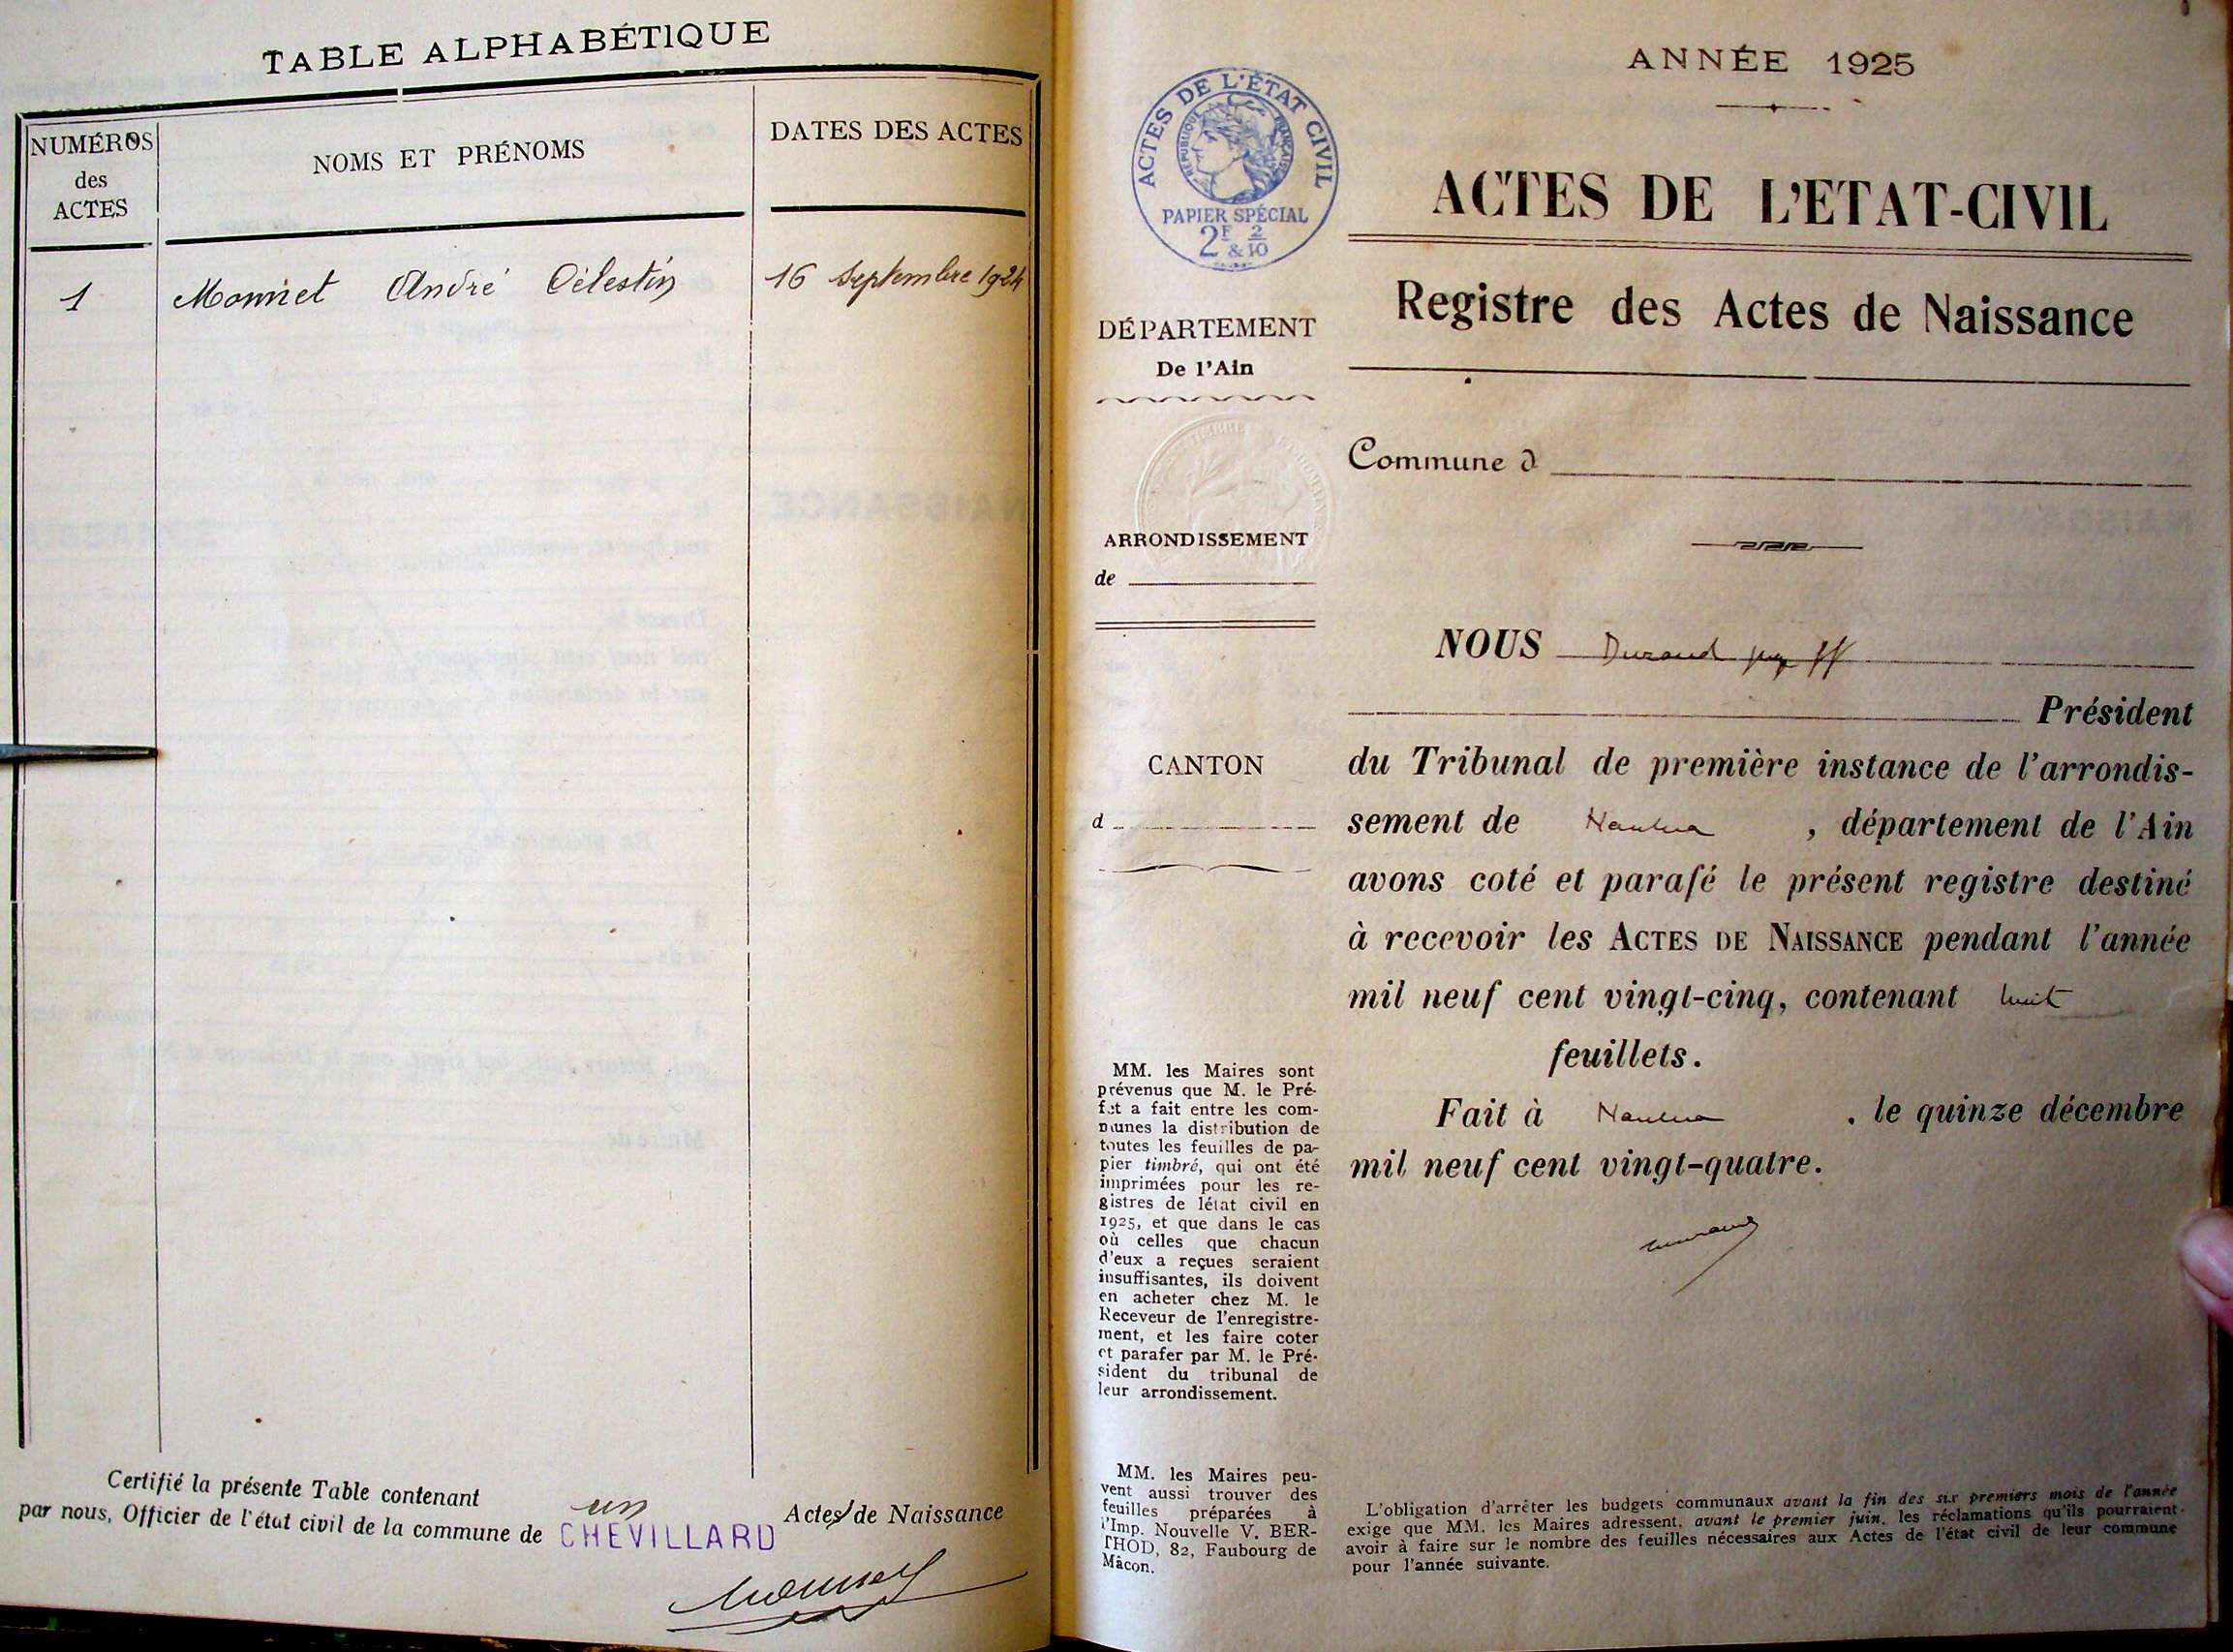 TABLE ALPHABÉTIQUE
NUMÉROS
des
ACTES
NOMS ET PRÉNOMS
DATES DES ACTES
1
Monnet André Célestin
16 Septembre 1924
Certifié la présente Table contenant
un
Actes de Naissance
par nous, Officier de l'état civil de la commune de
CHEVILLARD
ACTES DE L'ÉTAT CIVIL
RÉPUBLIQUE FRANÇAISE
PAPIER SPÉCIAL
2F & 2/10
DÉPARTEMENT
De l'Ain
ARRONDISSEMENT
de
CANTON
d
MM. les Maires sont
prévenus que M. le Pré-
fet a fait entre les com-
munes la distribution de
toutes les feuilles de pa-
pier timbré, qui ont été
imprimées pour les re-
gistres de létat civil en
1925, et que dans le cas
où celles que chacun
d'eux a reçues seraient
insuffisantes, ils doivent
en acheter chez M. le
Receveur de l'enregistre-
ment, et les faire coter
et parafer par M. le Pré-
sident du tribunal de
leur arrondissement.
MM. les Maires peu-
vent aussi trouver des
feuilles préparées à
l'Imp. Nouvelle V. BER-
THOD, 82, Faubourg de
Mâcon.
ANNÉE 1925
ACTES DE L'ETAT-CIVIL
Registre des Actes de Naissance
Commune d
NOUS Durand
Président
du Tribunal de première instance de l'arrondis-
sement de Nantua , département de l'Ain
avons coté et parafé le présent registre destiné
à recevoir les ACTES DE NAISSANCE pendant l'année
mil neuf cent vingt-cinq, contenant huit
feuillets.
Fait à Nantua . le quinze décembre
mil neuf cent vingt-quatre.
L'obligation d'arrêter les budgets communaux avant la fin des six premiers mois de l'année
exige que MM. les Maires adressent, avant le premier juin, les réclamations qu'ils pourraient
avoir à faire sur le nombre des feuilles nécessaires aux Actes de l'état civil de leur commune
pour l'année suivante.